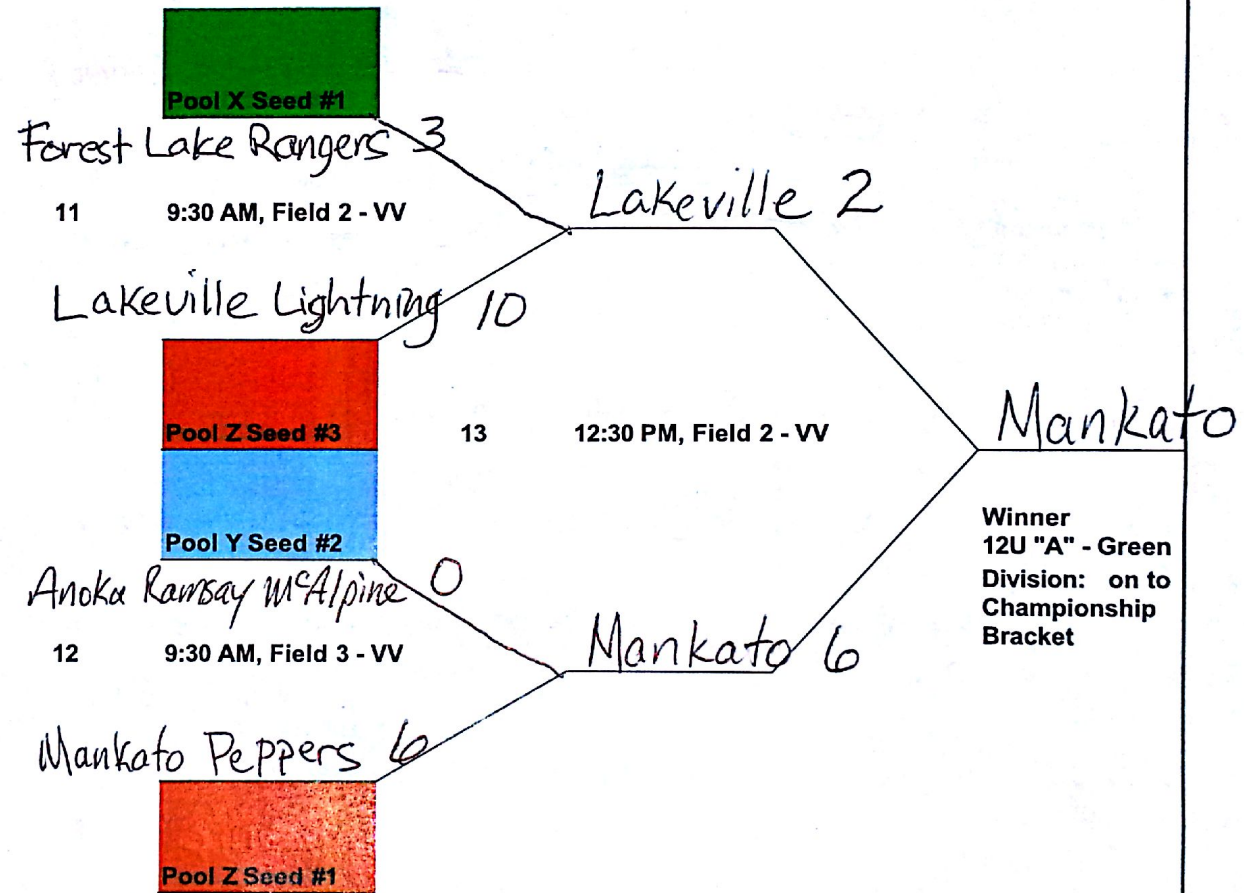 Pool X Seed #1
Forest Lake Rangers 3
11 9:30 AM, Field 2 - VV
Lakeville 2
Lakeville Lightning 10
Pool Z Seed #3
13 12:30 PM, Field 2 - VV
Mankato
Pool Y Seed #2
Anoka Ramsay McAlpine 0
12 9:30 AM, Field 3 - VV
Mankato 6
Winner
12U "A" - Green
Division: on to
Championship
Bracket
Mankato Peppers 6
Pool Z Seed #1